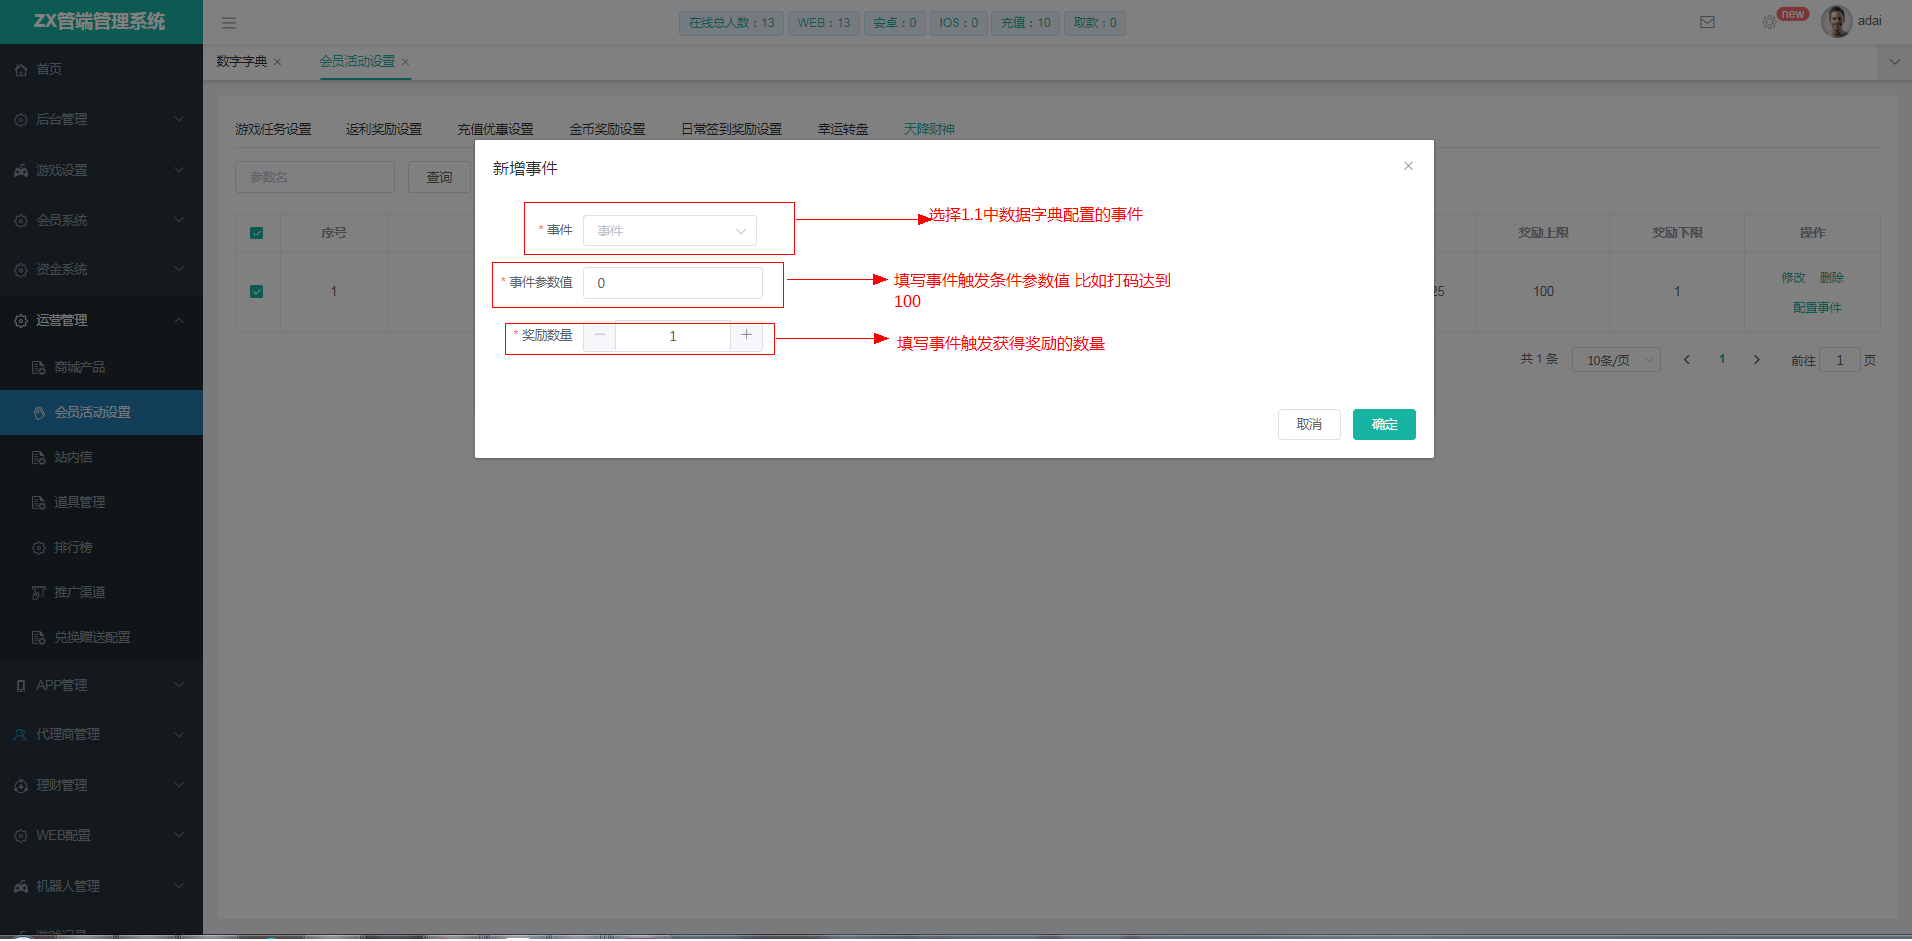 ZX管端管理系统
在线总人数：13
WEB：13
安卓：0
IOS：0
充值：10
取款：0
new
adai
首页
后台管理
游戏设置
会员系统
资金系统
运营管理
商城产品
会员活动设置
站内信
道具管理
排行榜
推广渠道
兑换赠送配置
APP管理
代理商管理
理财管理
WEB配置
机器人管理
数字字典
会员活动设置
游戏任务设置
返利奖励设置
充值优惠设置
金币奖励设置
日常签到奖励设置
幸运转盘
天降财神
参数名
查询
序号
奖励上限
奖励下限
操作
1
25
100
1
修改
删除
配置事件
共 1 条
10条/页
1
前往
1
页
新增事件
* 事件
事件
选择1.1中数据字典配置的事件
* 事件参数值
0
填写事件触发条件参数值 比如打码达到
100
* 奖励数量
1
填写事件触发获得奖励的数量
取消
确定